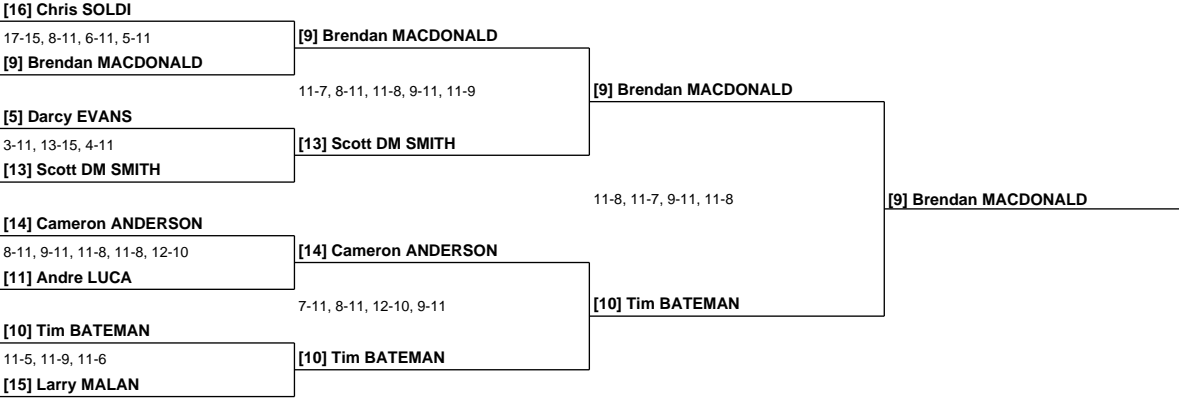 [16] Chris SOLDI
17-15, 8-11, 6-11, 5-11
[9] Brendan MACDONALD
[9] Brendan MACDONALD
11-7, 8-11, 11-8, 9-11, 11-9
[9] Brendan MACDONALD
[5] Darcy EVANS
3-11, 13-15, 4-11
[13] Scott DM SMITH
[13] Scott DM SMITH
11-8, 11-7, 9-11, 11-8
[9] Brendan MACDONALD
[14] Cameron ANDERSON
8-11, 9-11, 11-8, 11-8, 12-10
[14] Cameron ANDERSON
[11] Andre LUCA
7-11, 8-11, 12-10, 9-11
[10] Tim BATEMAN
[10] Tim BATEMAN
11-5, 11-9, 11-6
[10] Tim BATEMAN
[15] Larry MALAN